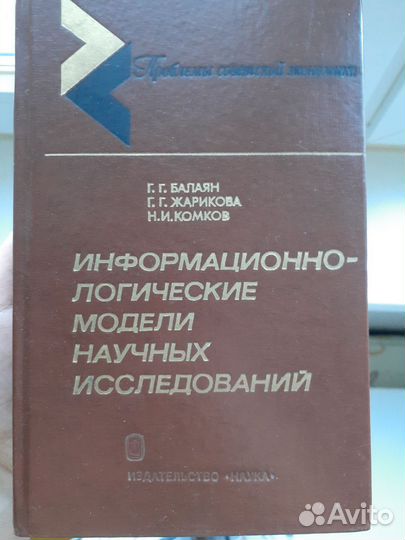 Проблемы советской экономики
Г. Г. БАЛАЯН
Г. Г. ЖАРИКОВА
Н. И. КОМКОВ
ИНФОРМАЦИОННО-
ЛОГИЧЕСКИЕ
МОДЕЛИ
НАУЧНЫХ
ИССЛЕДОВАНИЙ
ИЗДАТЕЛЬСТВО «НАУКА»
Avito